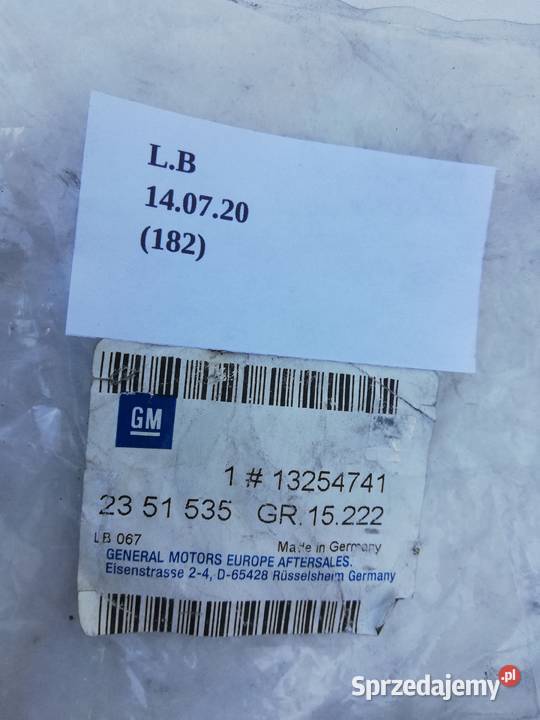 L.B
14.07.20
(182)
GM
1 # 13254741
23 51 535 GR.15.222
LB 067 Made in Germany
GENERAL MOTORS EUROPE AFTERSALES.
Eisenstrasse 2-4, D-65428 Rüsselsheim Germany
Sprzedajemy.pl